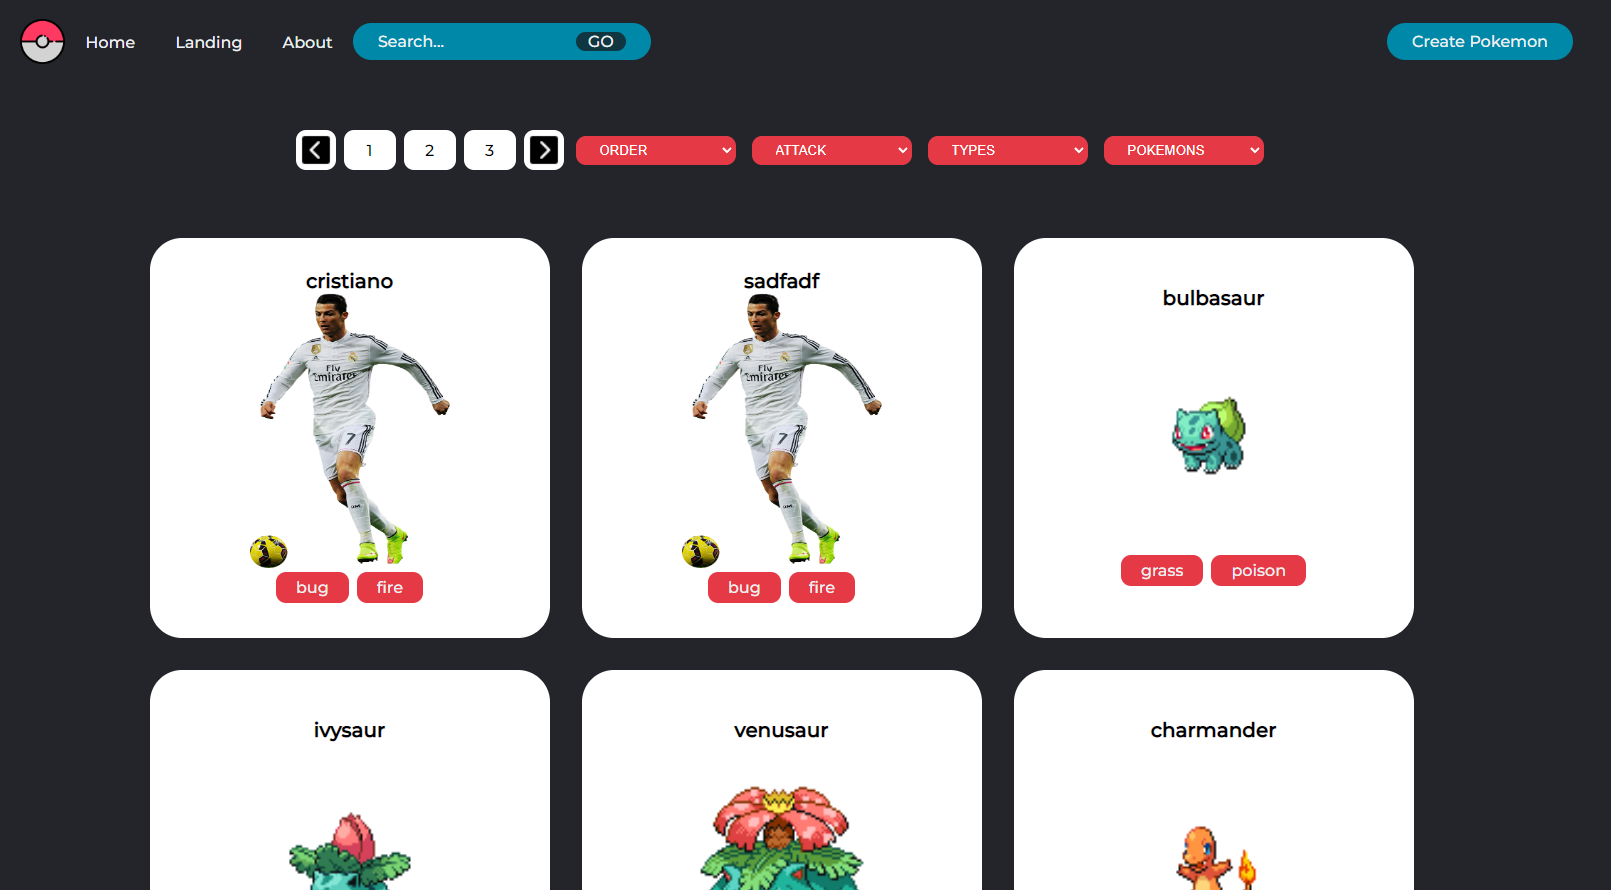 Home Landing About Search... GO Create Pokemon
1 2 3 ORDER ATTACK TYPES POKEMONS
cristiano
Fly
Emirates
7
bug fire
sadfadf
Fly
Emirates
7
bug fire
bulbasaur
grass poison
ivysaur
venusaur
charmander